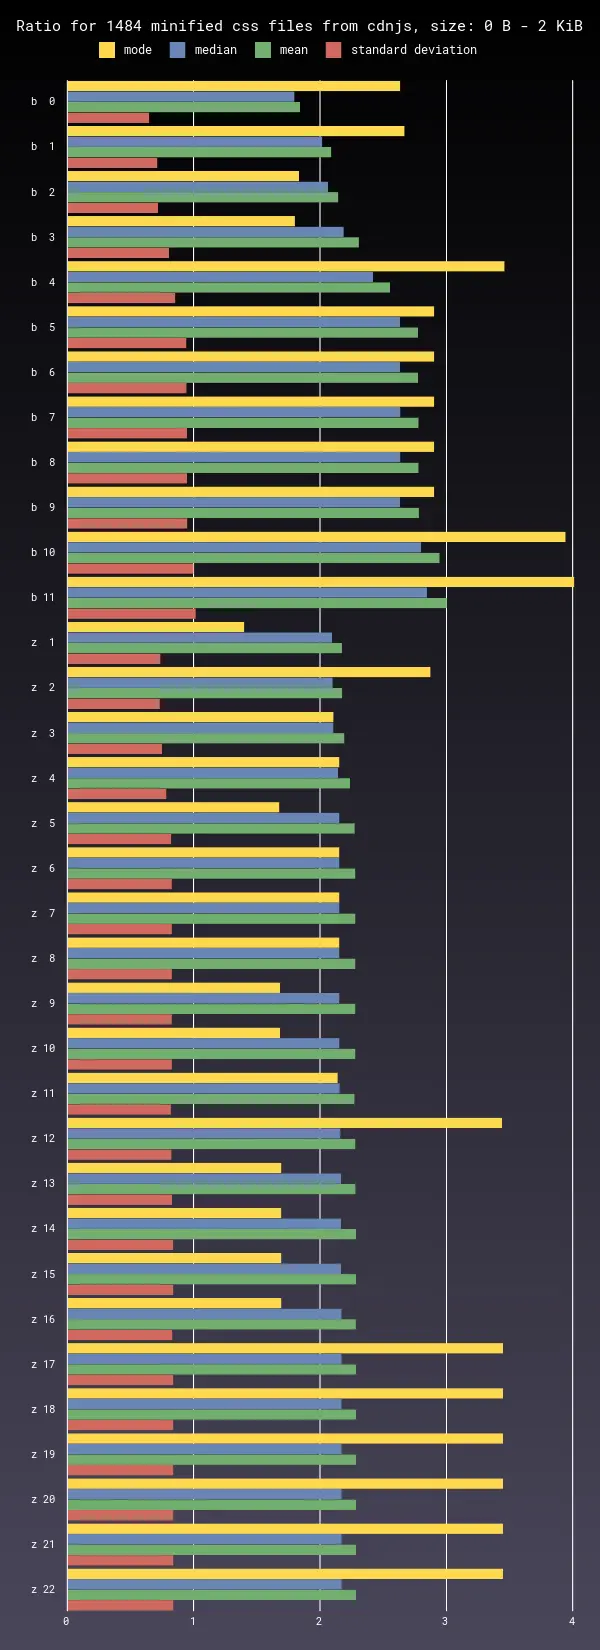 Ratio for 1484 minified css files from cdnjs, size: 0 B - 2 KiB
mode median mean standard deviation
b 0
b 1
b 2
b 3
b 4
b 5
b 6
b 7
b 8
b 9
b 10
b 11
z 1
z 2
z 3
z 4
z 5
z 6
z 7
z 8
z 9
z 10
z 11
z 12
z 13
z 14
z 15
z 16
z 17
z 18
z 19
z 20
z 21
z 22
0 1 2 3 4